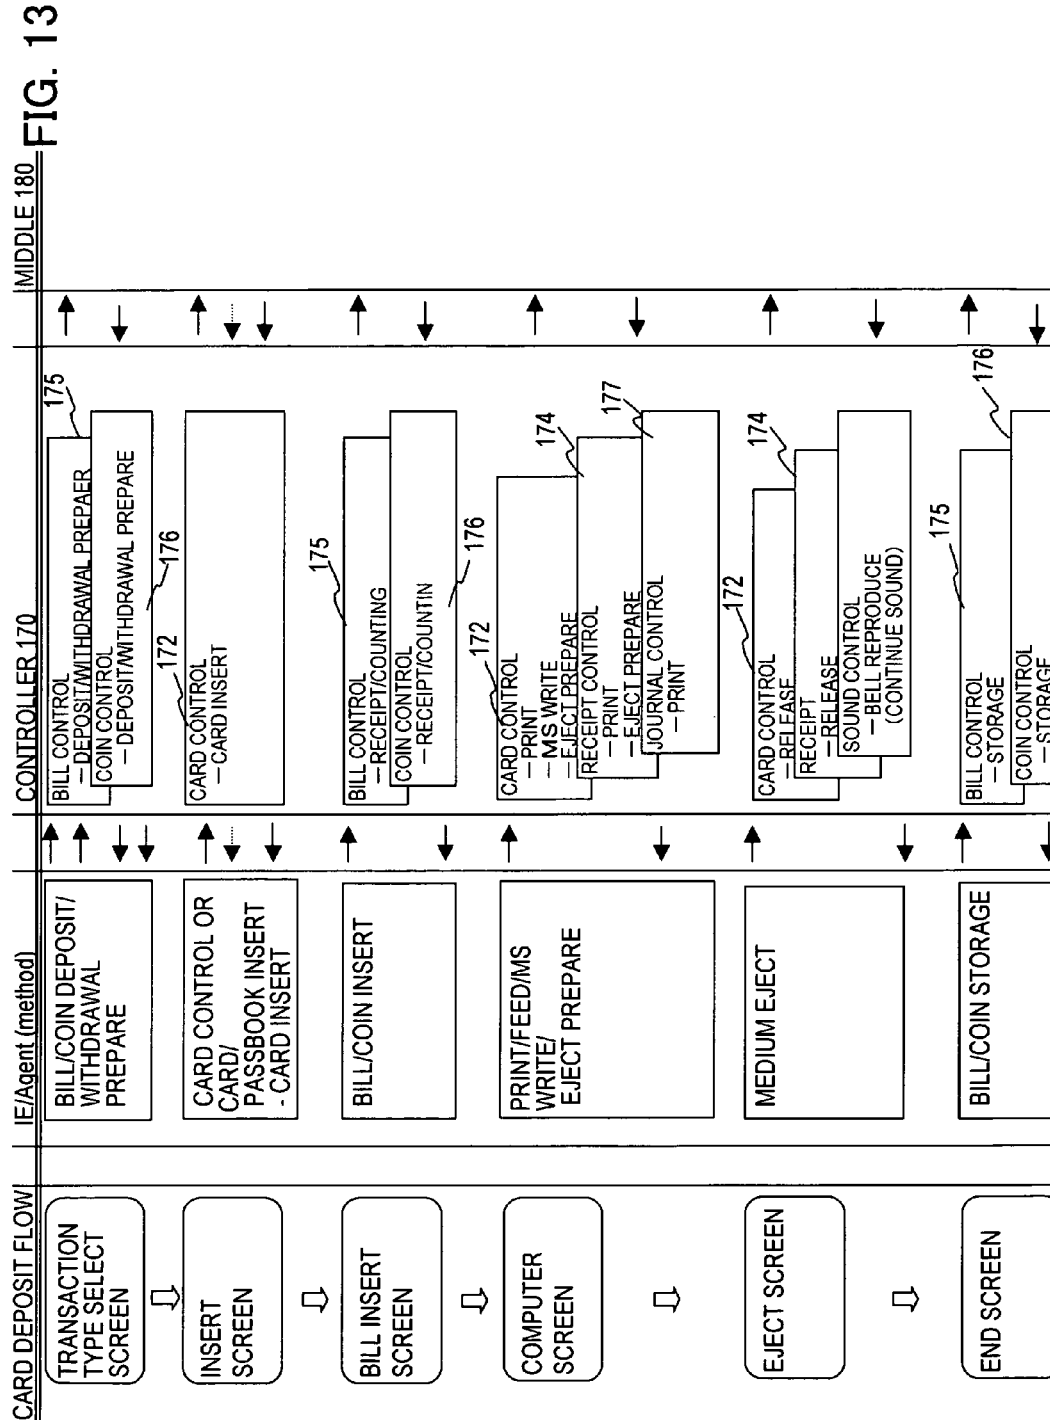 FIG. 13
CARD DEPOSIT FLOW
IE/Agent (method)
CONTROLLER 170
MIDDLE 180
TRANSACTION
TYPE SELECT
SCREEN
BILL/COIN DEPOSIT/
WITHDRAWAL
PREPARE
BILL CONTROL
— DEPOSIT/WITHDRAWAL PREPAER
175
COIN CONTROL
— DEPOSIT/WITHDRAWAL PREPARE
176
INSERT
SCREEN
CARD CONTROL OR
CARD/
PASSBOOK INSERT
- CARD INSERT
172
CARD CONTROL
— CARD INSERT
BILL INSERT
SCREEN
BILL/COIN INSERT
175
BILL CONTROL
— RECEIPT/COUNTING
COIN CONTROL
— RECEIPT/COUNTIN
176
COMPUTER
SCREEN
PRINT/FEED/MS
WRITE/
EJECT PREPARE
172
CARD CONTROL
— PRINT
— MS WRITE
— EJECT PREPARE
174
RECEIPT CONTROL
— PRINT
— EJECT PREPARE
177
JOURNAL CONTROL
— PRINT
EJECT SCREEN
MEDIUM EJECT
172
CARD CONTROL
— RELEASE
174
RECEIPT
— RELEASE
SOUND CONTROL
— BELL REPRODUCE
(CONTINUE SOUND)
END SCREEN
BILL/COIN STORAGE
175
BILL CONTROL
— STORAGE
176
COIN CONTROL
— STORAGE